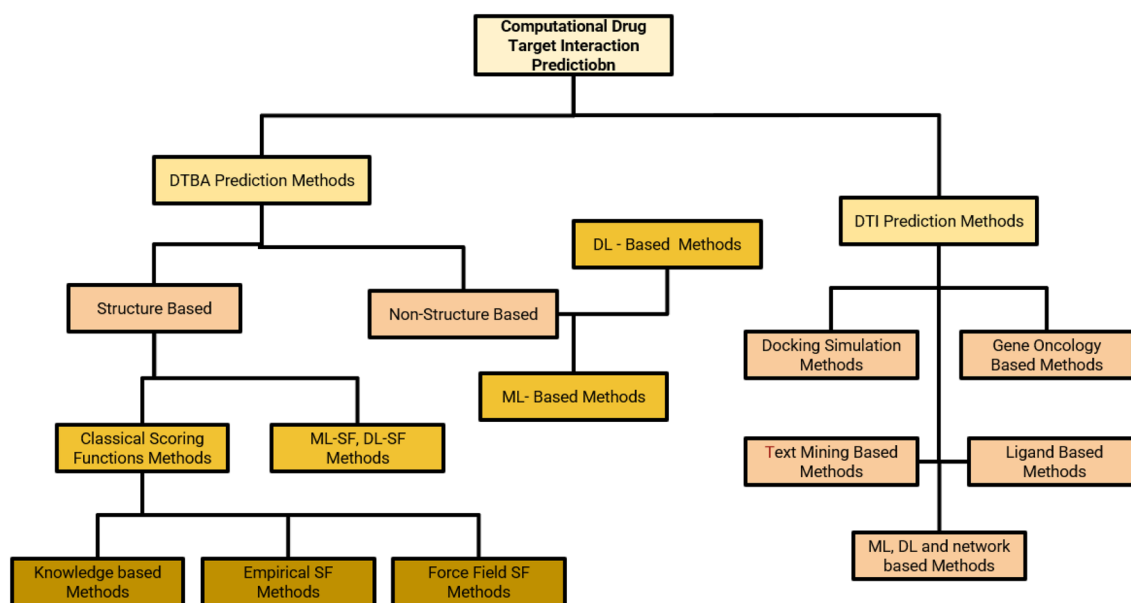 Computational Drug
Target Interaction
Predictiobn
DTBA Prediction Methods
DTI Prediction Methods
DL - Based Methods
Structure Based
Non-Structure Based
Docking Simulation
Methods
Gene Oncology
Based Methods
ML- Based Methods
Classical Scoring
Functions Methods
ML-SF, DL-SF
Methods
Text Mining Based
Methods
Ligand Based
Methods
ML, DL and network
based Methods
Knowledge based
Methods
Empirical SF
Methods
Force Field SF
Methods